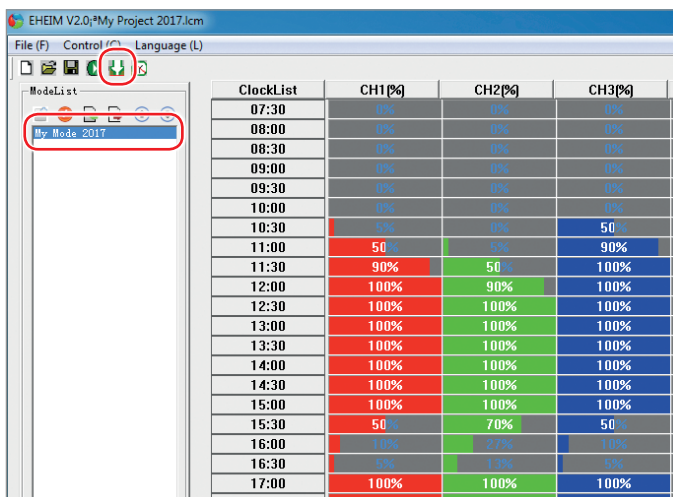 EHEIM V2.0;ªMy Project 2017.lcm
File (F) Control (C) Language (L)
ModeList
My Mode 2017
ClockList CH1(%) CH2(%) CH3(%)
07:30 0% 0% 0%
08:00 0% 0% 0%
08:30 0% 0% 0%
09:00 0% 0% 0%
09:30 0% 0% 0%
10:00 0% 0% 0%
10:30 5% 0% 50%
11:00 50% 5% 90%
11:30 90% 50% 100%
12:00 100% 90% 100%
12:30 100% 100% 100%
13:00 100% 100% 100%
13:30 100% 100% 100%
14:00 100% 100% 100%
14:30 100% 100% 100%
15:00 100% 100% 100%
15:30 50% 70% 50%
16:00 10% 27% 10%
16:30 5% 13% 5%
17:00 100% 100% 100%